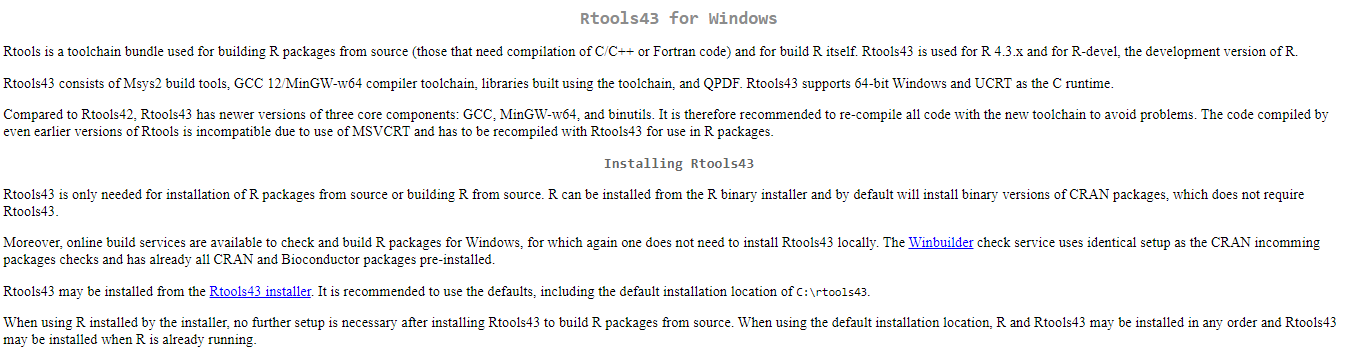 Rtools43 for Windows
Rtools is a toolchain bundle used for building R packages from source (those that need compilation of C/C++ or Fortran code) and for build R itself. Rtools43 is used for R 4.3.x and for R-devel, the development version of R.
Rtools43 consists of Msys2 build tools, GCC 12/MinGW-w64 compiler toolchain, libraries built using the toolchain, and QPDF. Rtools43 supports 64-bit Windows and UCRT as the C runtime.
Compared to Rtools42, Rtools43 has newer versions of three core components: GCC, MinGW-w64, and binutils. It is therefore recommended to re-compile all code with the new toolchain to avoid problems. The code compiled by
even earlier versions of Rtools is incompatible due to use of MSVCRT and has to be recompiled with Rtools43 for use in R packages.
Installing Rtools43
Rtools43 is only needed for installation of R packages from source or building R from source. R can be installed from the R binary installer and by default will install binary versions of CRAN packages, which does not require
Rtools43.
Moreover, online build services are available to check and build R packages for Windows, for which again one does not need to install Rtools43 locally. The Winbuilder check service uses identical setup as the CRAN incomming
packages checks and has already all CRAN and Bioconductor packages pre-installed.
Rtools43 may be installed from the Rtools43 installer. It is recommended to use the defaults, including the default installation location of C:\rtools43.
When using R installed by the installer, no further setup is necessary after installing Rtools43 to build R packages from source. When using the default installation location, R and Rtools43 may be installed in any order and Rtools43
may be installed when R is already running.